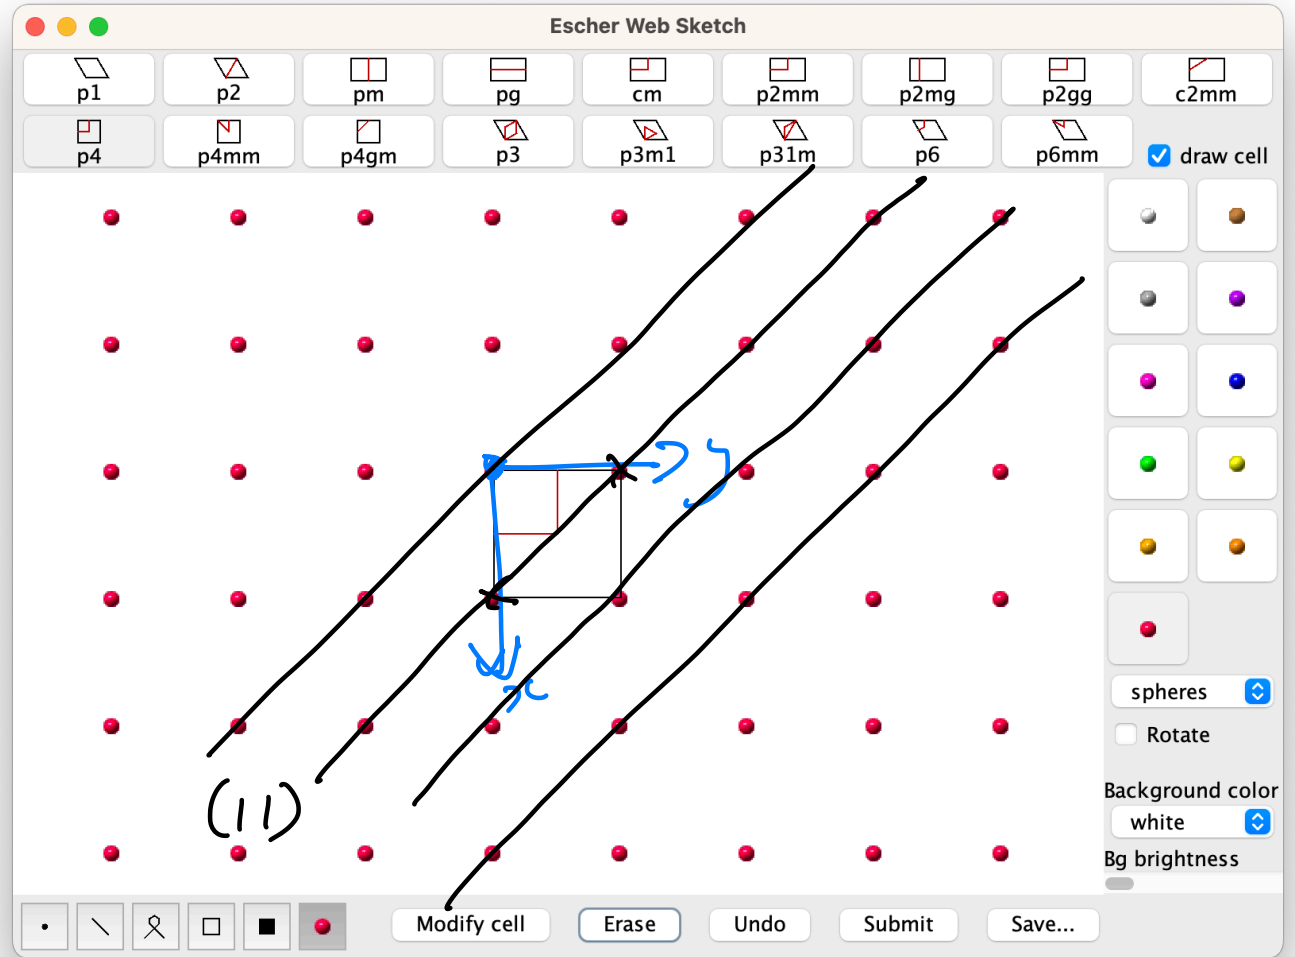 Escher Web Sketch
p1 p2 pm pg cm p2mm p2mg p2gg c2mm
p4 p4mm p4gm p3 p3m1 p31m p6 p6mm
draw cell
y
x
(11)
spheres
Rotate
Background color
white
Bg brightness
Modify cell Erase Undo Submit Save...